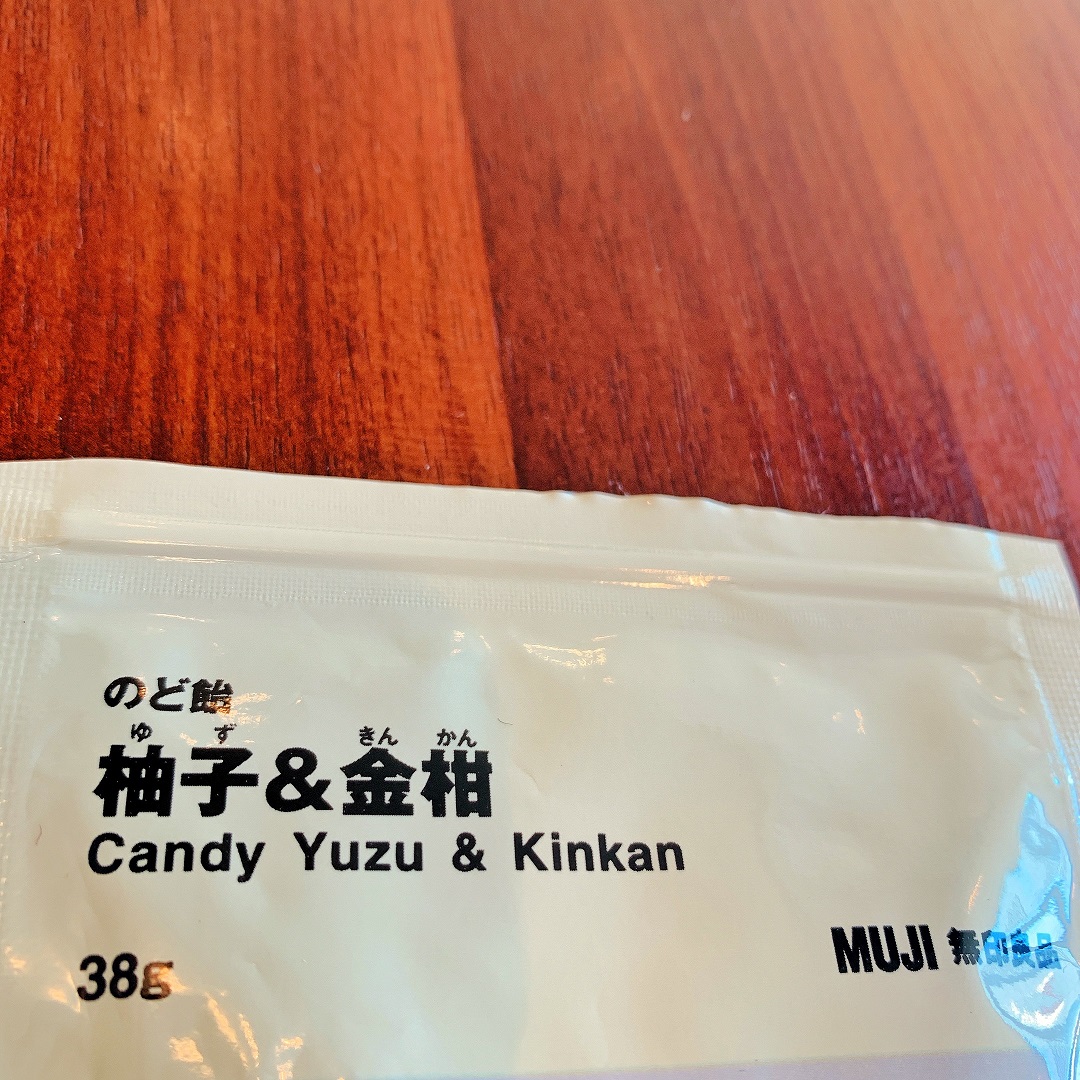 のど飴
ゆず きんかん
柚子&金柑
Candy Yuzu & Kinkan
MUJI 無印良品
38g